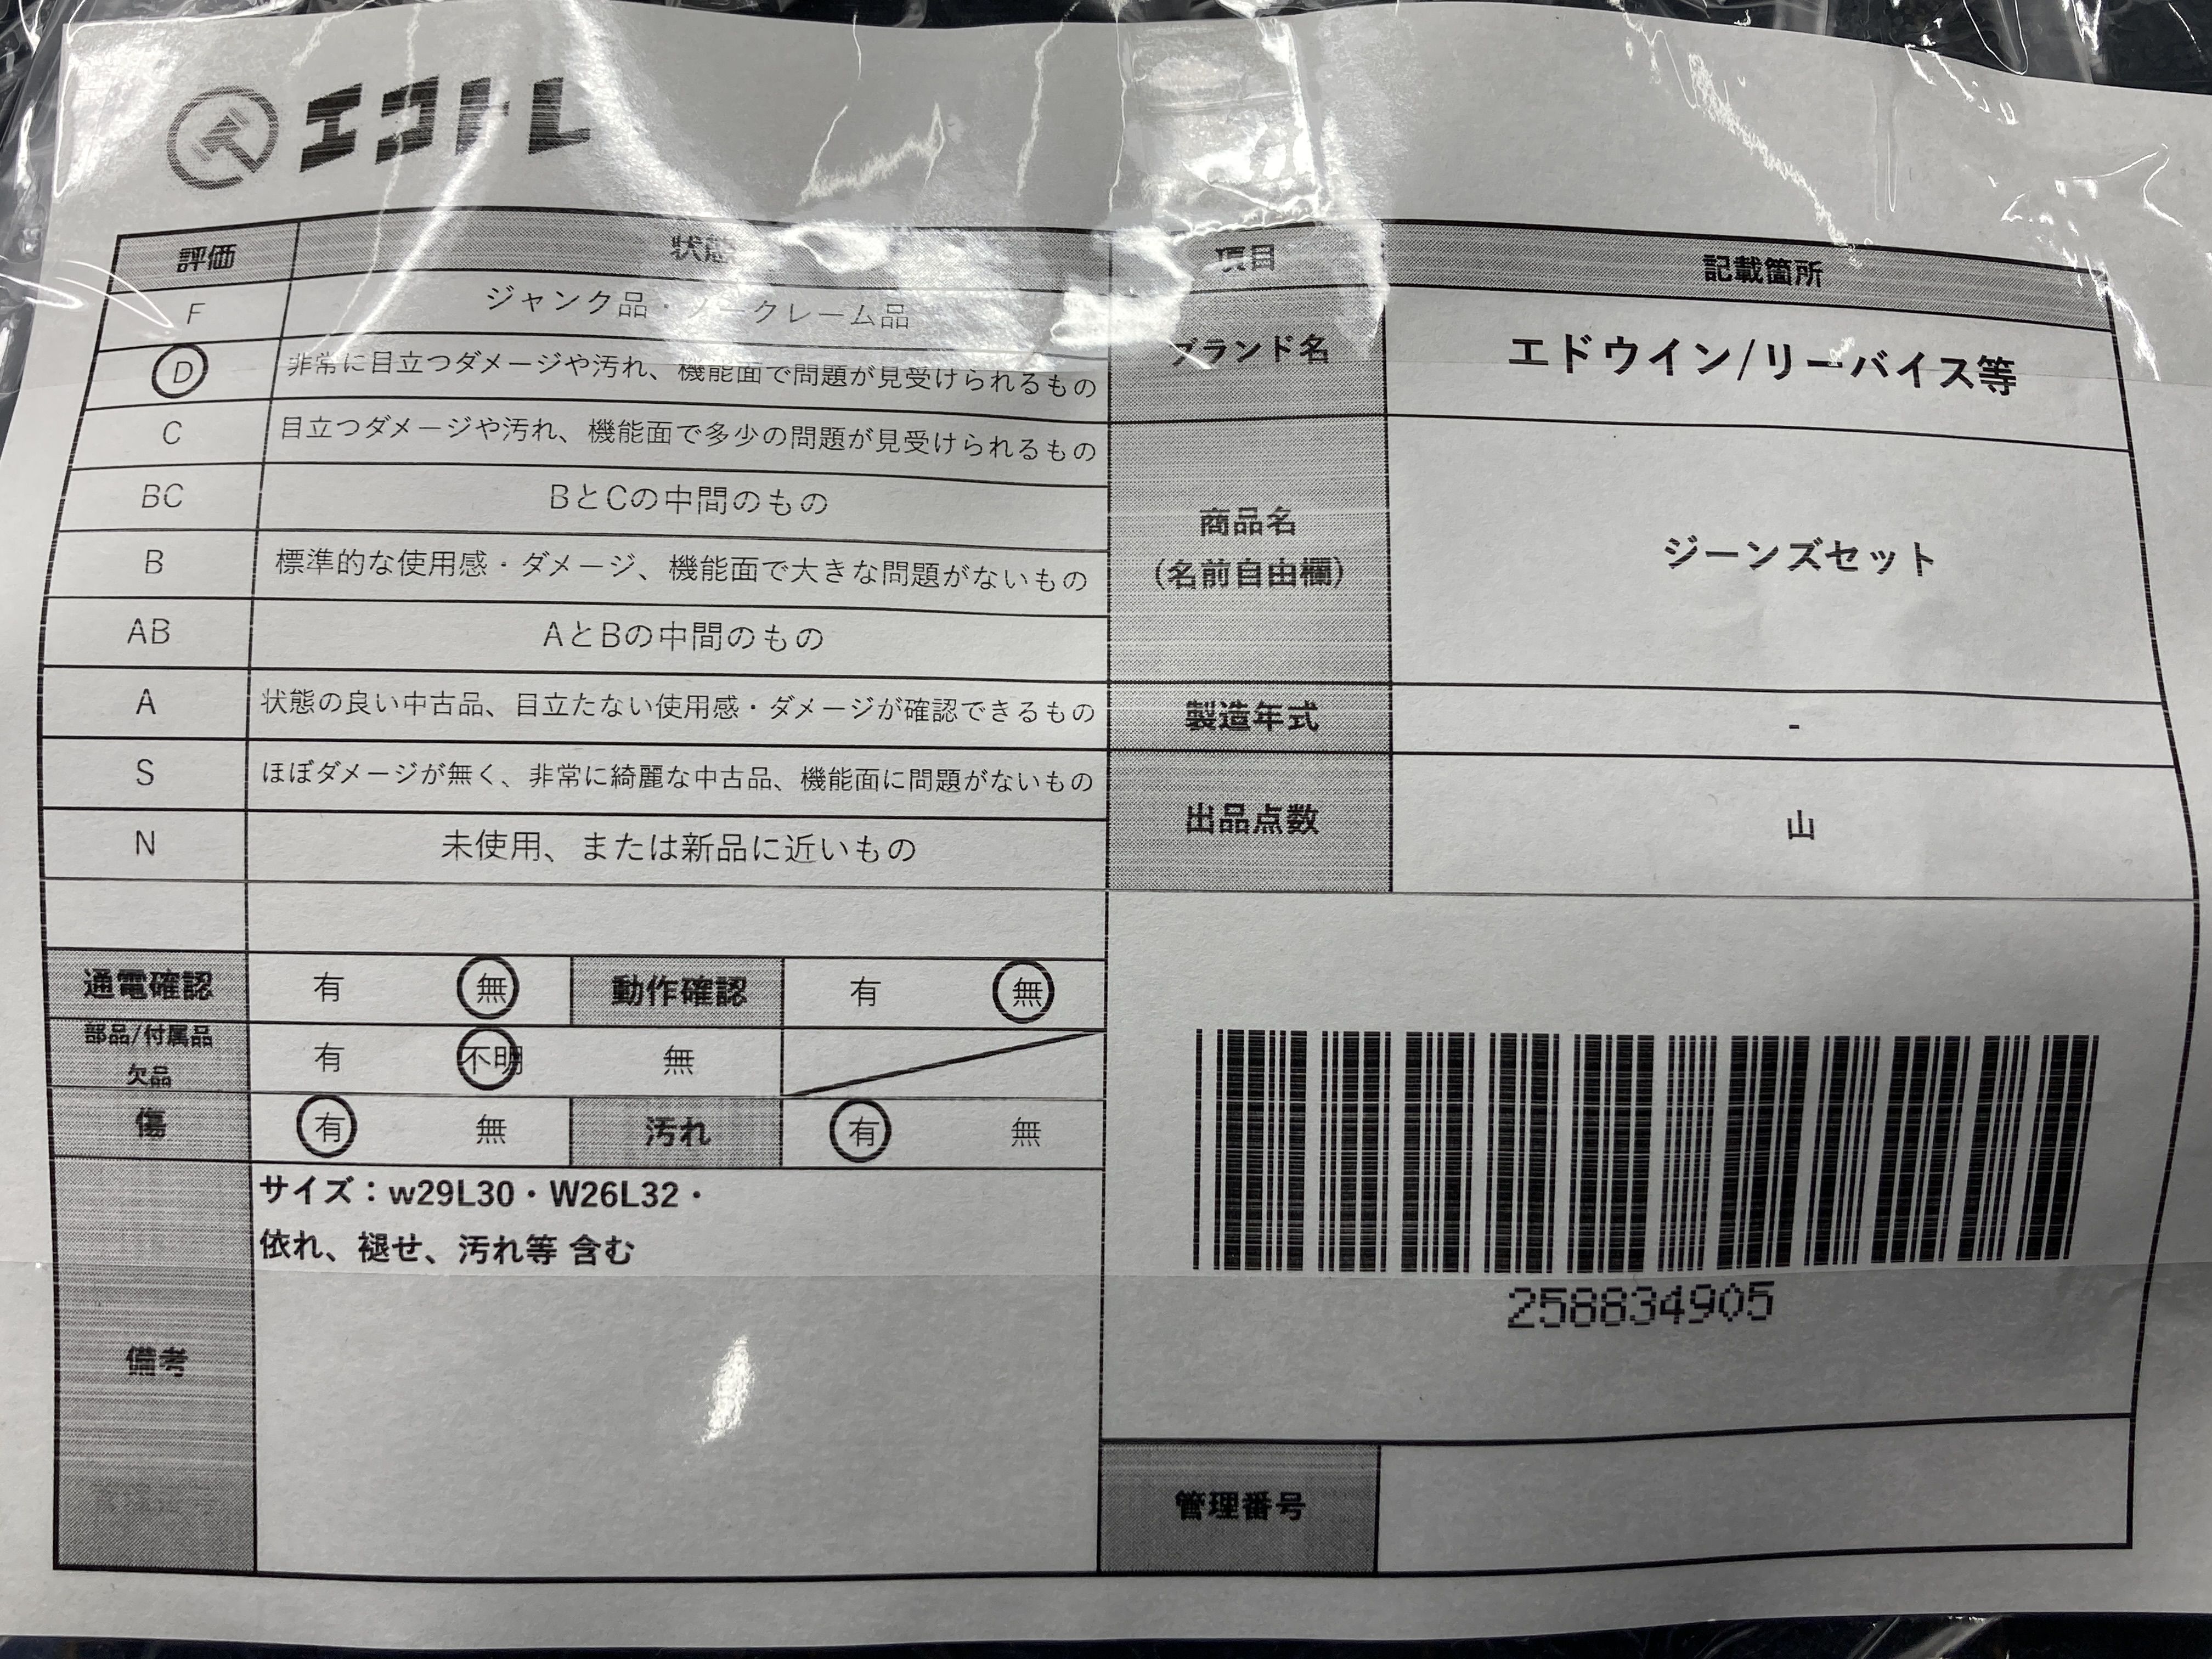 エコトレ
評価 状態
F ジャンク品・ノークレーム品
D 非常に目立つダメージや汚れ、機能面で問題が見受けられるもの
C 目立つダメージや汚れ、機能面で多少の問題が見受けられるもの
BC BとCの中間のもの
B 標準的な使用感・ダメージ、機能面で大きな問題がないもの
AB AとBの中間のもの
A 状態の良い中古品、目立たない使用感・ダメージが確認できるもの
S ほぼダメージが無く、非常に綺麗な中古品、機能面に問題がないもの
N 未使用、または新品に近いもの
通電確認 有 無 動作確認 有 無
部品/付属品
欠品 有 不明 無
傷 有 無 汚れ 有 無
備考
サイズ：w29L30・W26L32・
依れ、褪せ、汚れ等 含む
項目 記載箇所
ブランド名 エドウイン/リーバイス等
商品名
(名前自由欄)
ジーンズセット
製造年式 -
出品点数 山
258834905
管理番号